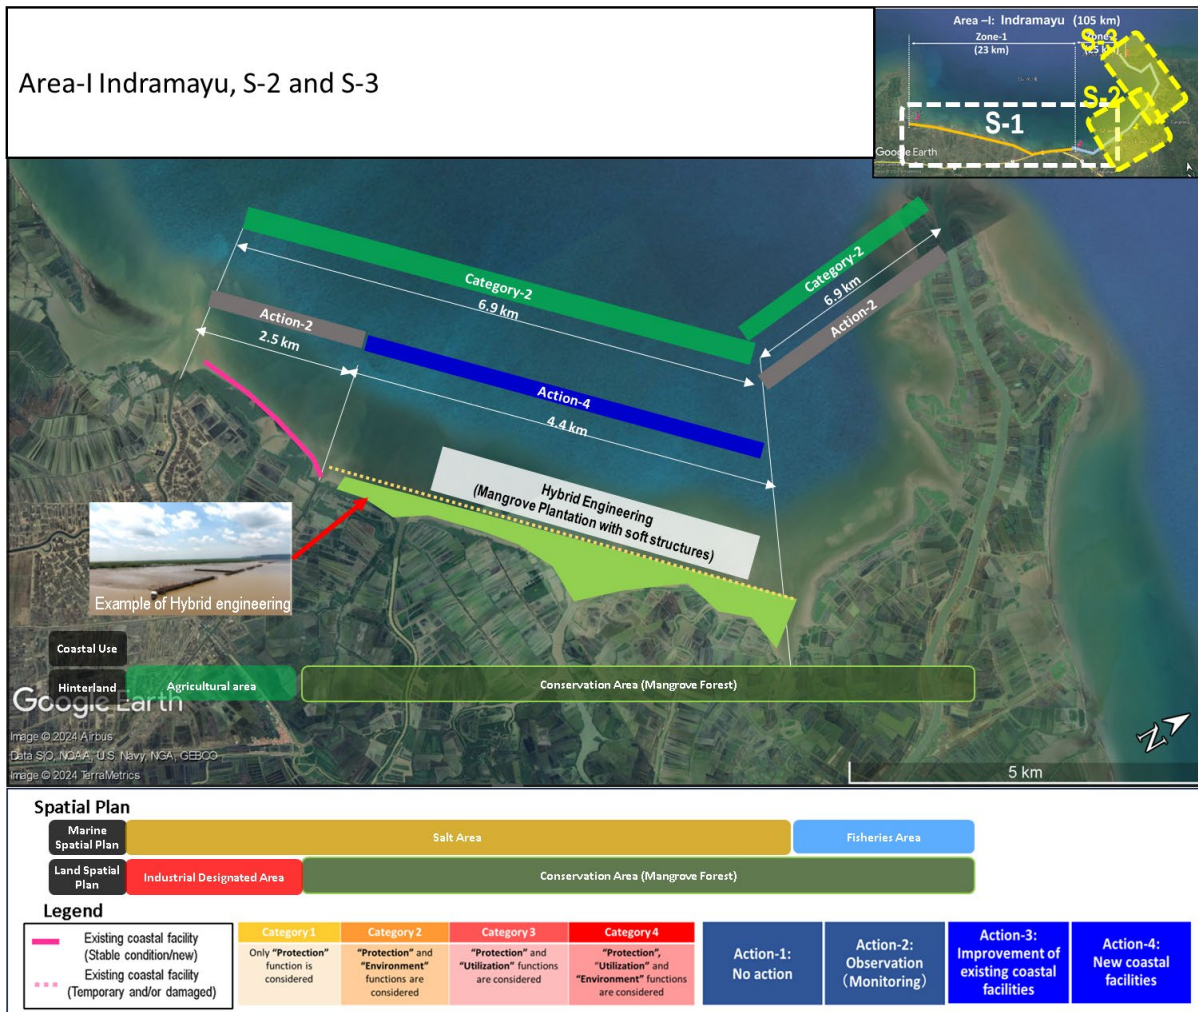 Area-I Indramayu, S-2 and S-3
Area –I: Indramayu (105 km)
Zone-1
(23 km)
S-3
S-2
S-1
Google Earth
Category-2
6.9 km
Category-2
6.9 km
Action-2
Action-2
2.5 km
Action-4
4.4 km
Hybrid Engineering
(Mangrove Plantation with soft structures)
Example of Hybrid engineering
Coastal Use
Hinterland
Agricultural area
Conservation Area (Mangrove Forest)
Google Earth
Image © 2024 Airbus
Data SIO, NOAA, U.S. Navy, NGA, GEBCO
Image © 2024 TerraMetrics
N
5 km
Spatial Plan
Marine
Spatial Plan
Salt Area
Fisheries Area
Land Spatial
Plan
Industrial Designated Area
Conservation Area (Mangrove Forest)
Legend
Existing coastal facility
(Stable condition/new)
Existing coastal facility
(Temporary and/or damaged)
Category 1
Only “Protection”
function is
considered
Category 2
“Protection” and
“Environment”
functions are
considered
Category 3
“Protection” and
“Utilization” functions
are considered
Category 4
“Protection”,
“Utilization” and
“Environment” functions
are considered
Action-1:
No action
Action-2:
Observation
(Monitoring)
Action-3:
Improvement of
existing coastal
facilities
Action-4:
New coastal
facilities